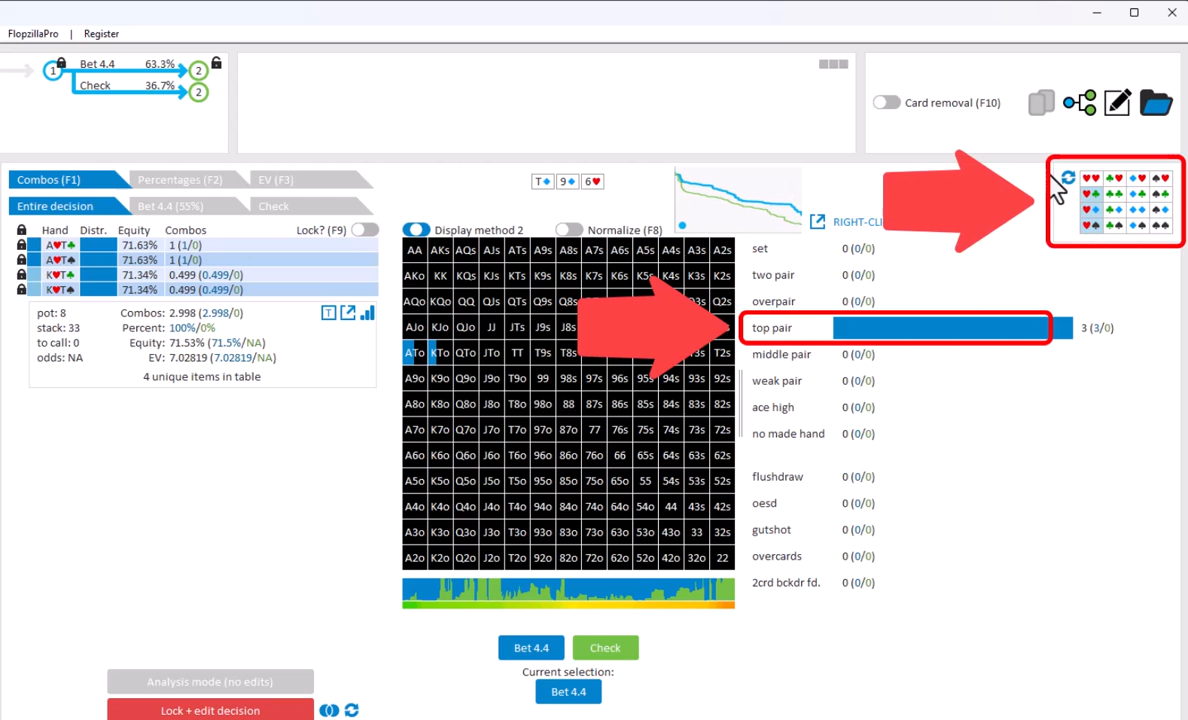 FlopzillaPro | Register
1 Bet 4.4 63.3% 2
Check 36.7% 2
Card removal (F10)
Combos (F1) Percentages (F2) EV (F3)
Entire decision Bet 4.4 (55%) Check
T♦ 9♦ 6♥
RIGHT-CLI
Hand Distr. Equity Combos Lock? (F9)
A♥T♣ 71.63% 1 (1/0)
A♥T♠ 71.63% 1 (1/0)
K♥T♣ 71.34% 0.499 (0.499/0)
K♥T♠ 71.34% 0.499 (0.499/0)
pot: 8 Combos: 2.998 (2.998/0) T
stack: 33 Percent: 100%/0%
to call: 0 Equity: 71.53% (71.5%/NA)
odds: NA EV: 7.02819 (7.02819/NA)
4 unique items in table
Display method 2 Normalize (F8)
AA AKs AQs AJs ATs A9s A8s A7s A6s A5s A4s A3s A2s
AKo KK KQs KJs KTs K9s K8s K7s K6s K5s K4s K3s K2s
AQo KQo QQ QJs QTs Q9s Q8s
AJo KJo QJo JJ JTs J9s J8s
ATo KTo QTo JTo TT T9s T8s T2s
A9o K9o Q9o J9o T9o 99 98s 97s 96s 95s 94s 93s 92s
A8o K8o Q8o J8o T8o 98o 88 87s 86s 85s 84s 83s 82s
A7o K7o Q7o J7o T7o 97o 87o 77 76s 75s 74s 73s 72s
A6o K6o Q6o J6o T6o 96o 86o 76o 66 65s 64s 63s 62s
A5o K5o Q5o J5o T5o 95o 85o 75o 65o 55 54s 53s 52s
A4o K4o Q4o J4o T4o 94o 84o 74o 64o 54o 44 43s 42s
A3o K3o Q3o J3o T3o 93o 83o 73o 63o 53o 43o 33 32s
A2o K2o Q2o J2o T2o 92o 82o 72o 62o 52o 42o 32o 22
set 0 (0/0)
two pair 0 (0/0)
overpair 0 (0/0)
top pair 3 (3/0)
middle pair 0 (0/0)
weak pair 0 (0/0)
ace high 0 (0/0)
no made hand 0 (0/0)
flushdraw 0 (0/0)
oesd 0 (0/0)
gutshot 0 (0/0)
overcards 0 (0/0)
2crd bckdr fd. 0 (0/0)
Bet 4.4 Check
Current selection:
Bet 4.4
Analysis mode (no edits)
Lock + edit decision